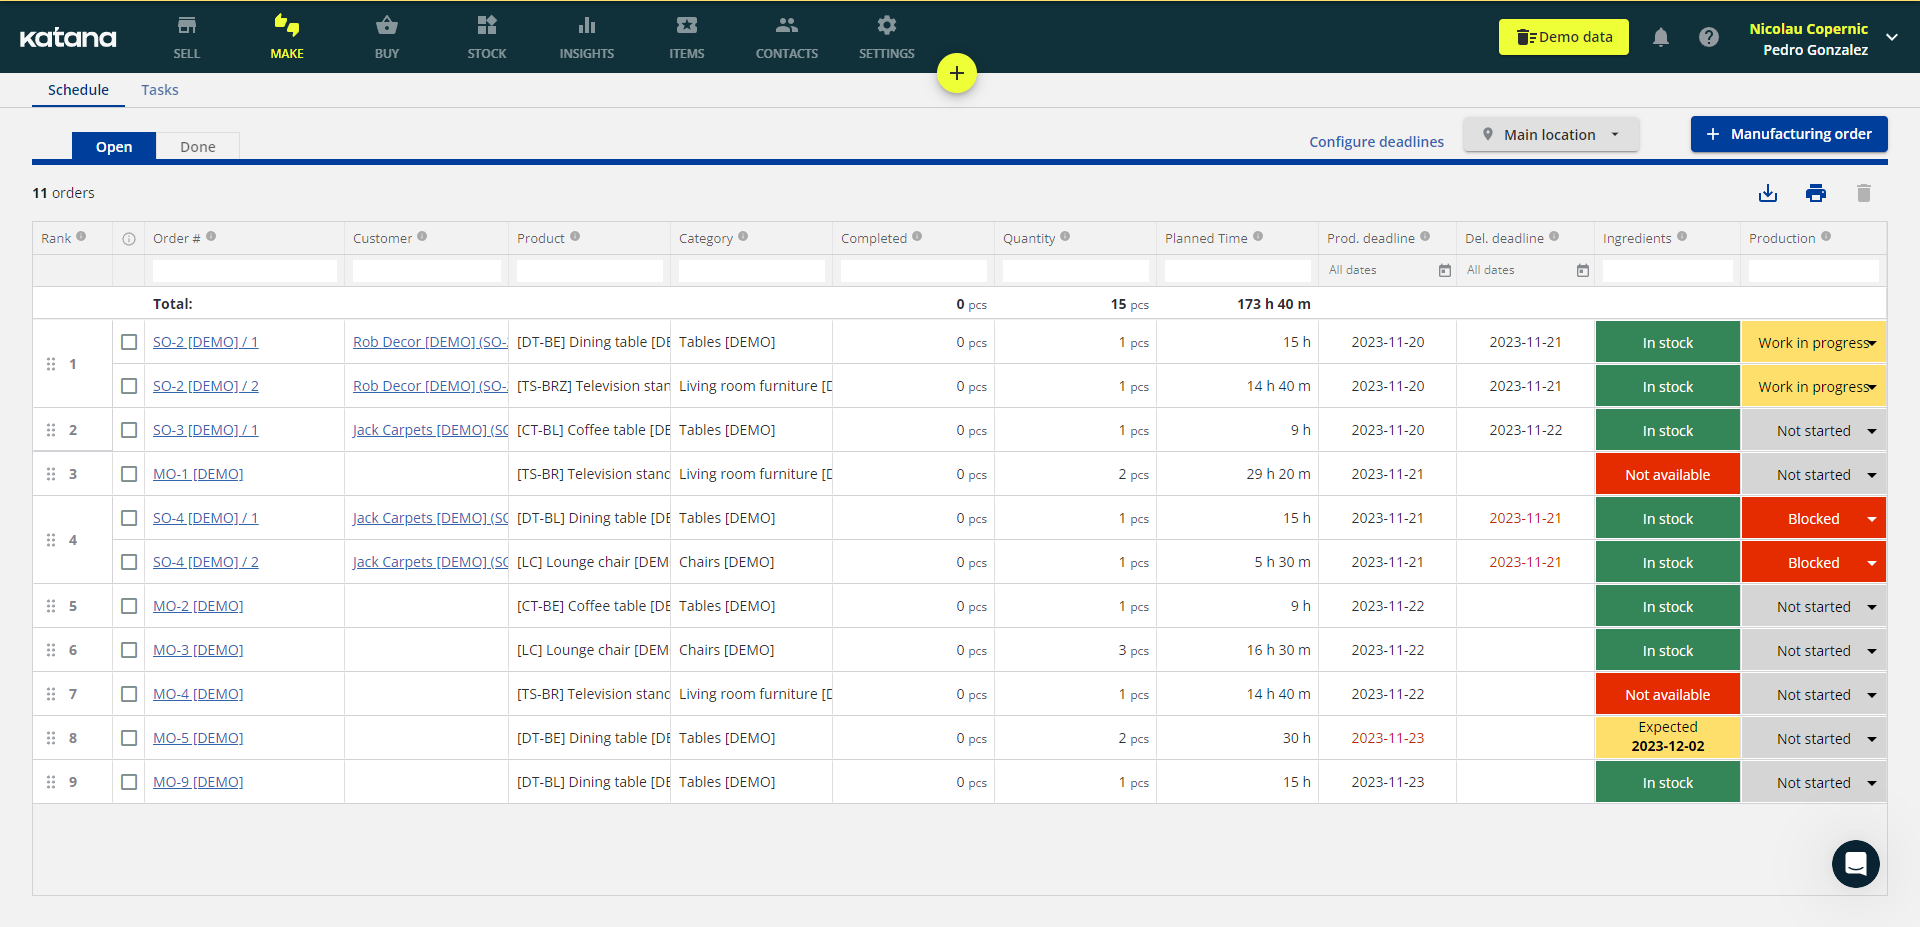 katana
SELL
MAKE
BUY
STOCK
INSIGHTS
ITEMS
CONTACTS
SETTINGS
Demo data
Nicolau Copernic
Pedro Gonzalez
Schedule Tasks
Open Done
Configure deadlines
Main location
+ Manufacturing order
11 orders
Rank Order # Customer Product Category Completed Quantity Planned Time Prod. deadline Del. deadline Ingredients Production
All dates All dates
Total: 0 pcs 15 pcs 173 h 40 m
1
SO-2 [DEMO] / 1 Rob Decor [DEMO] (SO- [DT-BE] Dining table [DE Tables [DEMO] 0 pcs 1 pcs 15 h 2023-11-20 2023-11-21 In stock Work in progress
SO-2 [DEMO] / 2 Rob Decor [DEMO] (SO- [TS-BRZ] Television stan Living room furniture [D 0 pcs 1 pcs 14 h 40 m 2023-11-20 2023-11-21 In stock Work in progress
2 SO-3 [DEMO] / 1 Jack Carpets [DEMO] (SO [CT-BL] Coffee table [DE Tables [DEMO] 0 pcs 1 pcs 9 h 2023-11-20 2023-11-22 In stock Not started
3 MO-1 [DEMO] [TS-BR] Television stand Living room furniture [D 0 pcs 2 pcs 29 h 20 m 2023-11-21 Not available Not started
4
SO-4 [DEMO] / 1 Jack Carpets [DEMO] (SO [DT-BL] Dining table [DE Tables [DEMO] 0 pcs 1 pcs 15 h 2023-11-21 2023-11-21 In stock Blocked
SO-4 [DEMO] / 2 Jack Carpets [DEMO] (SO [LC] Lounge chair [DEM Chairs [DEMO] 0 pcs 1 pcs 5 h 30 m 2023-11-21 2023-11-21 In stock Blocked
5 MO-2 [DEMO] [CT-BE] Coffee table [DE Tables [DEMO] 0 pcs 1 pcs 9 h 2023-11-22 In stock Not started
6 MO-3 [DEMO] [LC] Lounge chair [DEM Chairs [DEMO] 0 pcs 3 pcs 16 h 30 m 2023-11-22 In stock Not started
7 MO-4 [DEMO] [TS-BR] Television stand Living room furniture [D 0 pcs 1 pcs 14 h 40 m 2023-11-22 Not available Not started
8 MO-5 [DEMO] [DT-BE] Dining table [DE Tables [DEMO] 0 pcs 2 pcs 30 h 2023-11-23 Expected 2023-12-02 Not started
9 MO-9 [DEMO] [DT-BL] Dining table [DE Tables [DEMO] 0 pcs 1 pcs 15 h 2023-11-23 In stock Not started